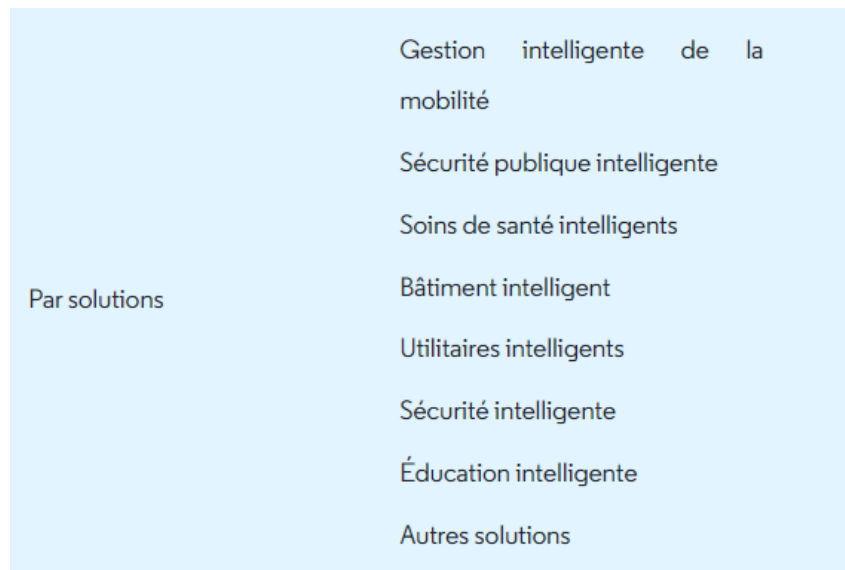 Gestion intelligente de la
mobilité
Sécurité publique intelligente
Soins de santé intelligents
Bâtiment intelligent
Par solutions
Utilitaires intelligents
Sécurité intelligente
Éducation intelligente
Autres solutions